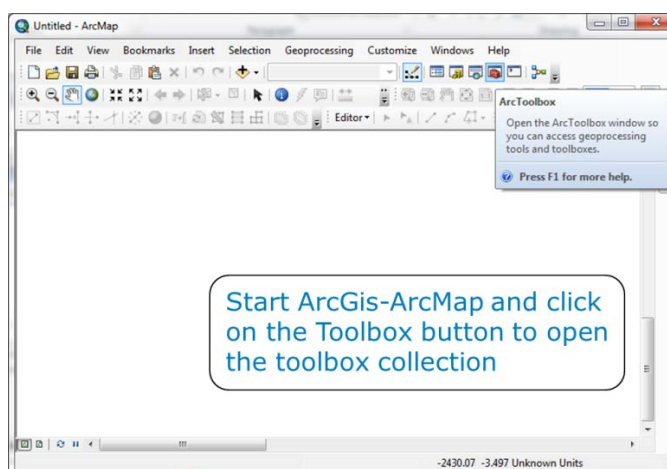 Untitled - ArcMap
File Edit View Bookmarks Insert Selection Geoprocessing Customize Windows Help
Editor
ArcToolbox
Open the ArcToolbox window so
you can access geoprocessing
tools and toolboxes.
Press F1 for more help.
Start ArcGis-ArcMap and click
on the Toolbox button to open
the toolbox collection
-2430.07 -3.497 Unknown Units